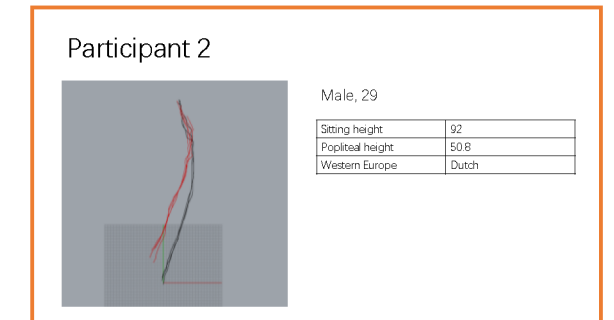 Participant 2
Male, 29
Sitting height 92
Popliteal height 50.8
Western Europe Dutch